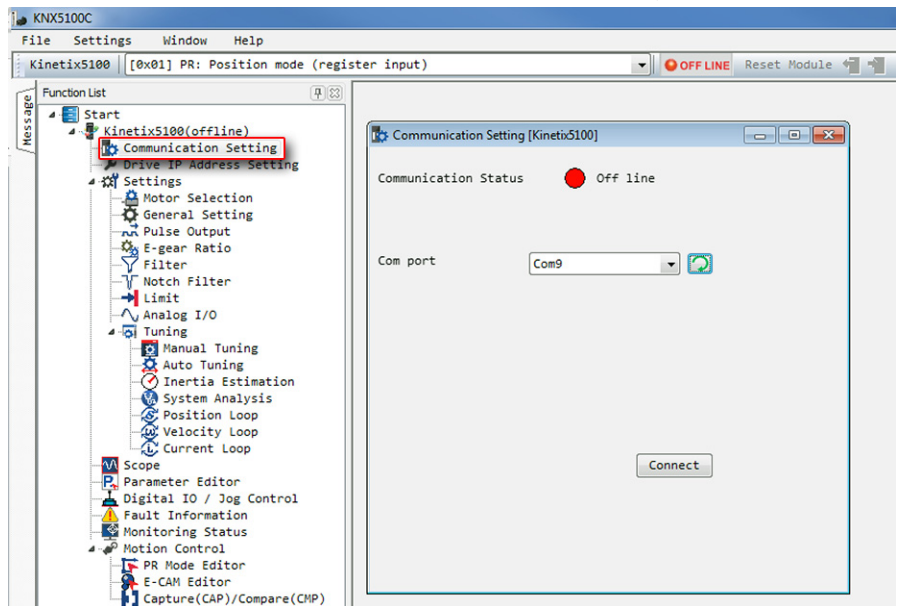 KNX5100C
File Settings Window Help
Kinetix5100 [0x01] PR: Position mode (register input) OFF LINE Reset Module
Message
Function List
Start
Kinetix5100(offline)
Communication Setting
Drive IP Address Setting
Settings
Motor Selection
General Setting
Pulse Output
E-gear Ratio
Filter
Notch Filter
Limit
Analog I/O
Tuning
Manual Tuning
Auto Tuning
Inertia Estimation
System Analysis
Position Loop
Velocity Loop
Current Loop
Scope
Parameter Editor
Digital IO / Jog Control
Fault Information
Monitoring Status
Motion Control
PR Mode Editor
E-CAM Editor
Capture(CAP)/Compare(CMP)
Communication Setting [Kinetix5100]
Communication Status Off line
Com port Com9
Connect